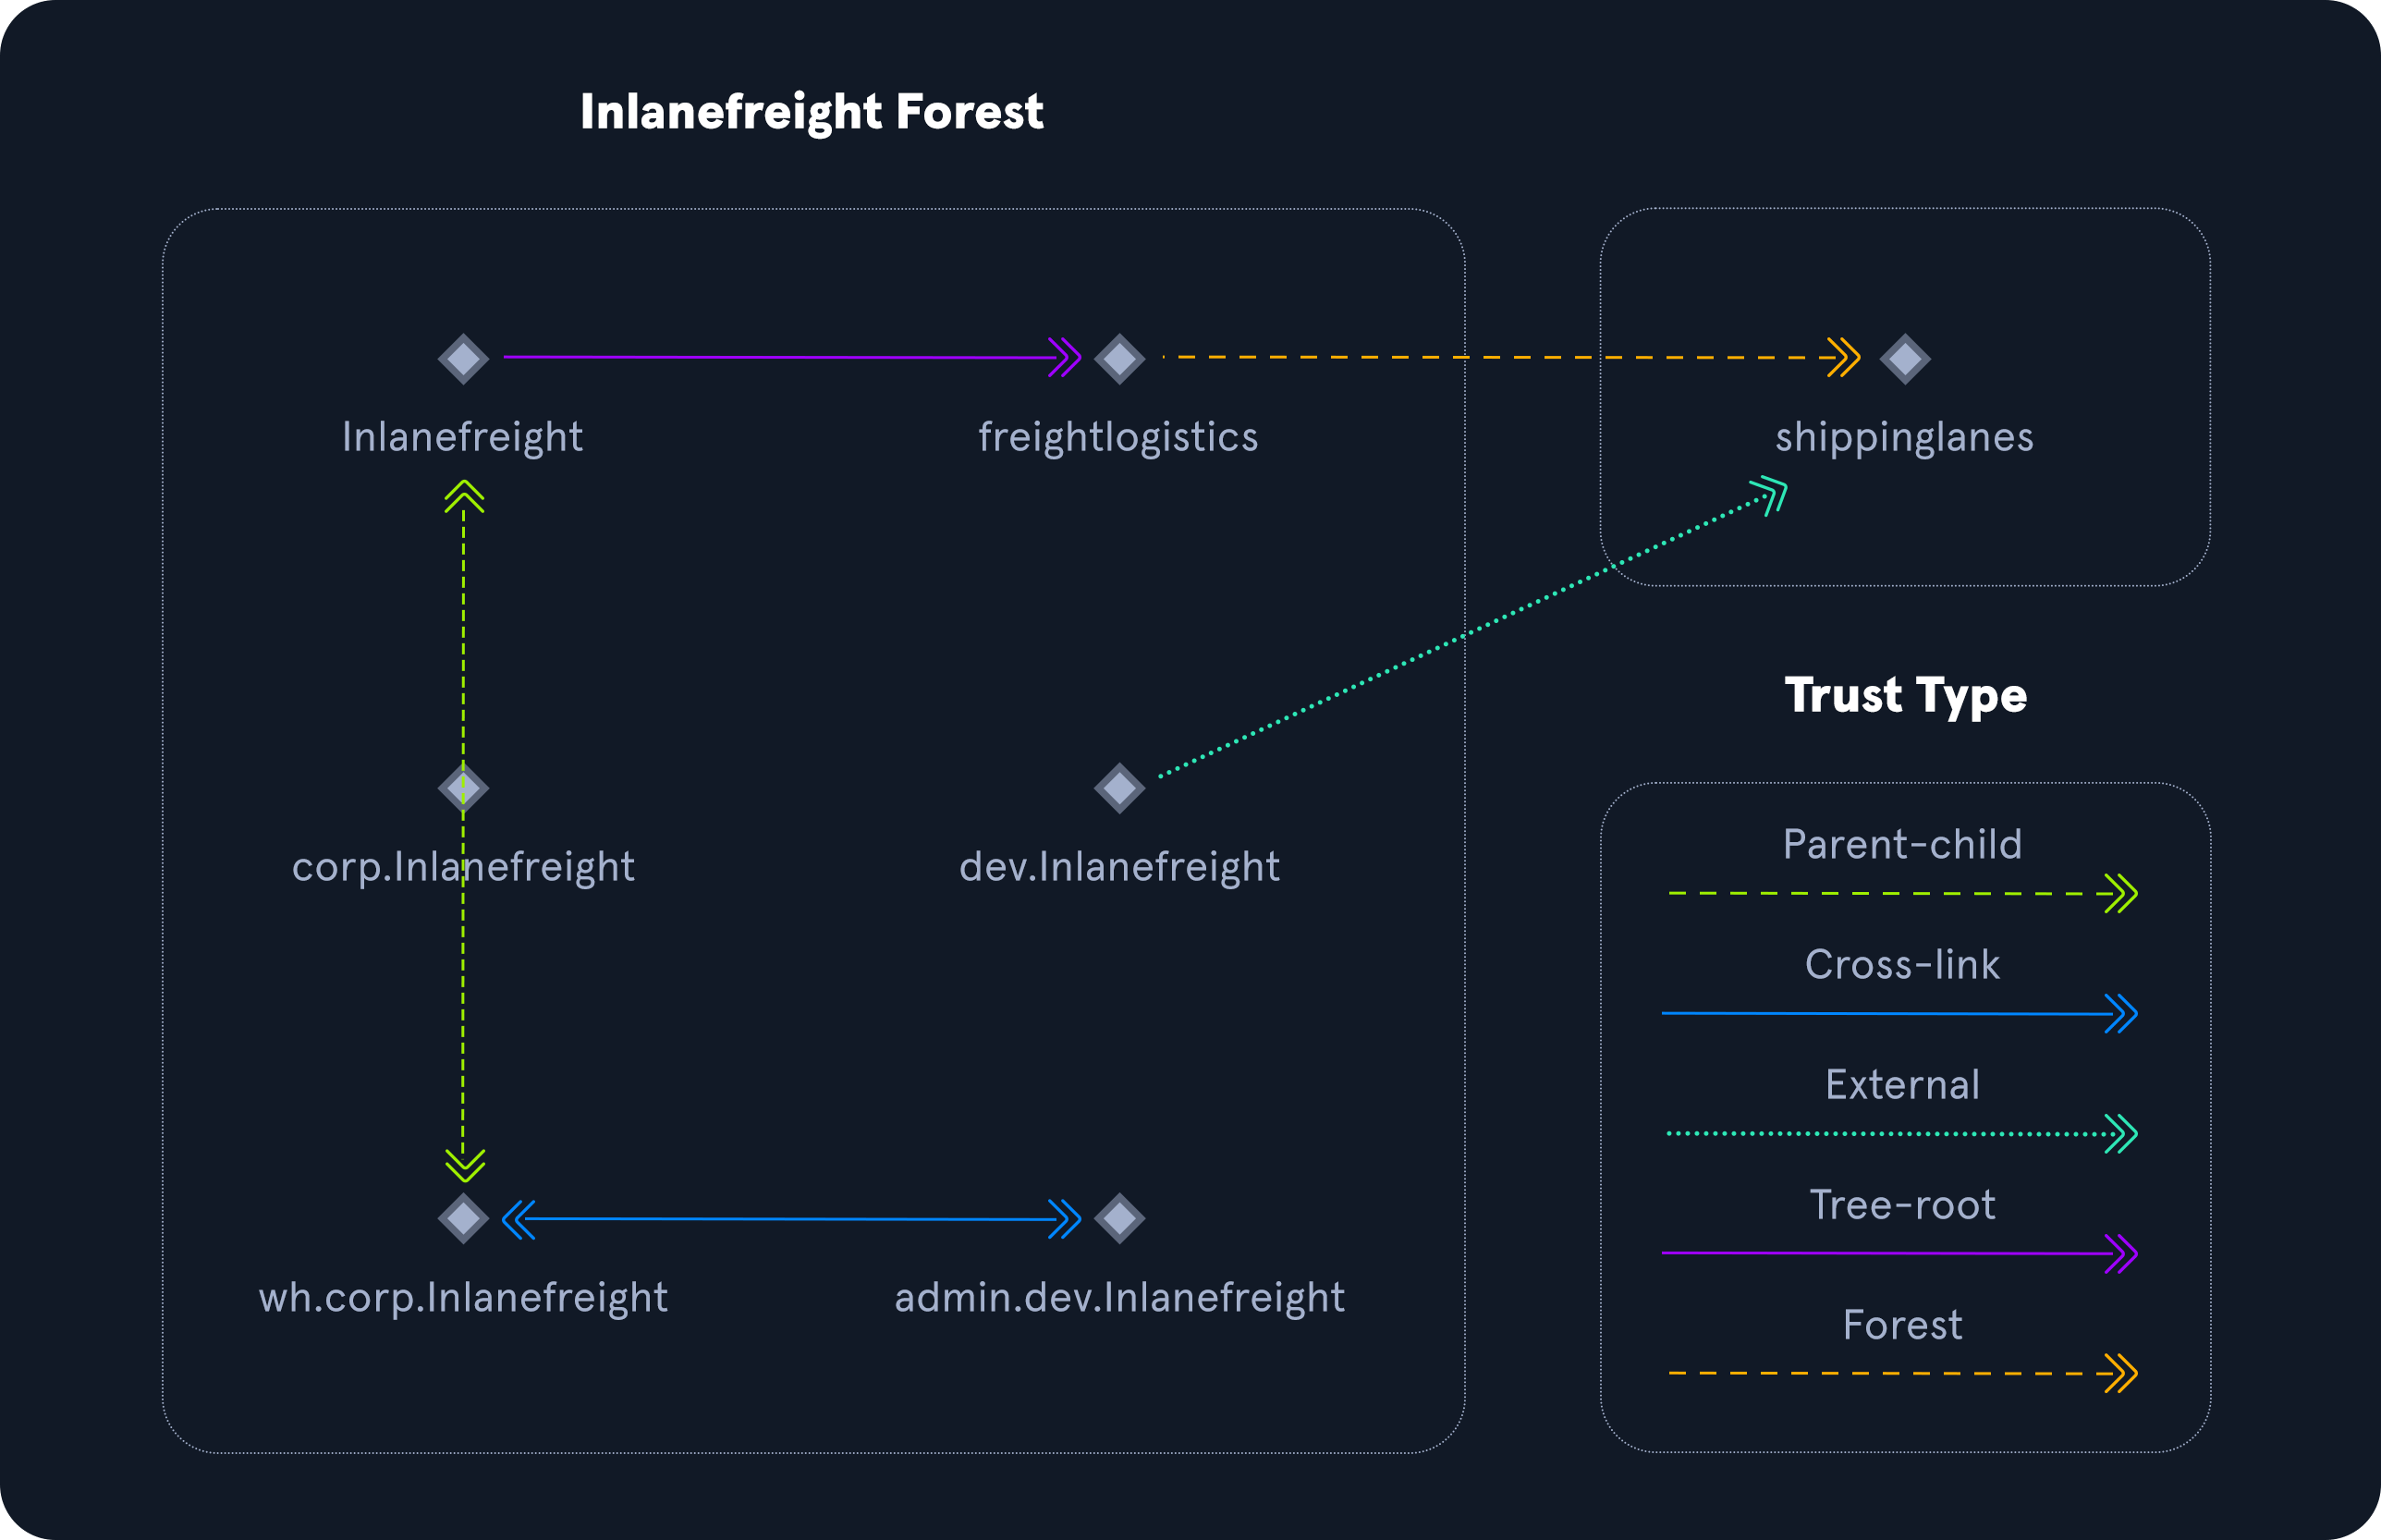 Inlanefreight Forest
Inlanefreight
freightlogistics
shippinglanes
corp.Inlanefreight
dev.Inlanefreight
wh.corp.Inlanefreight
admin.dev.Inlanefreight
Trust Type
Parent-child
Cross-link
External
Tree-root
Forest